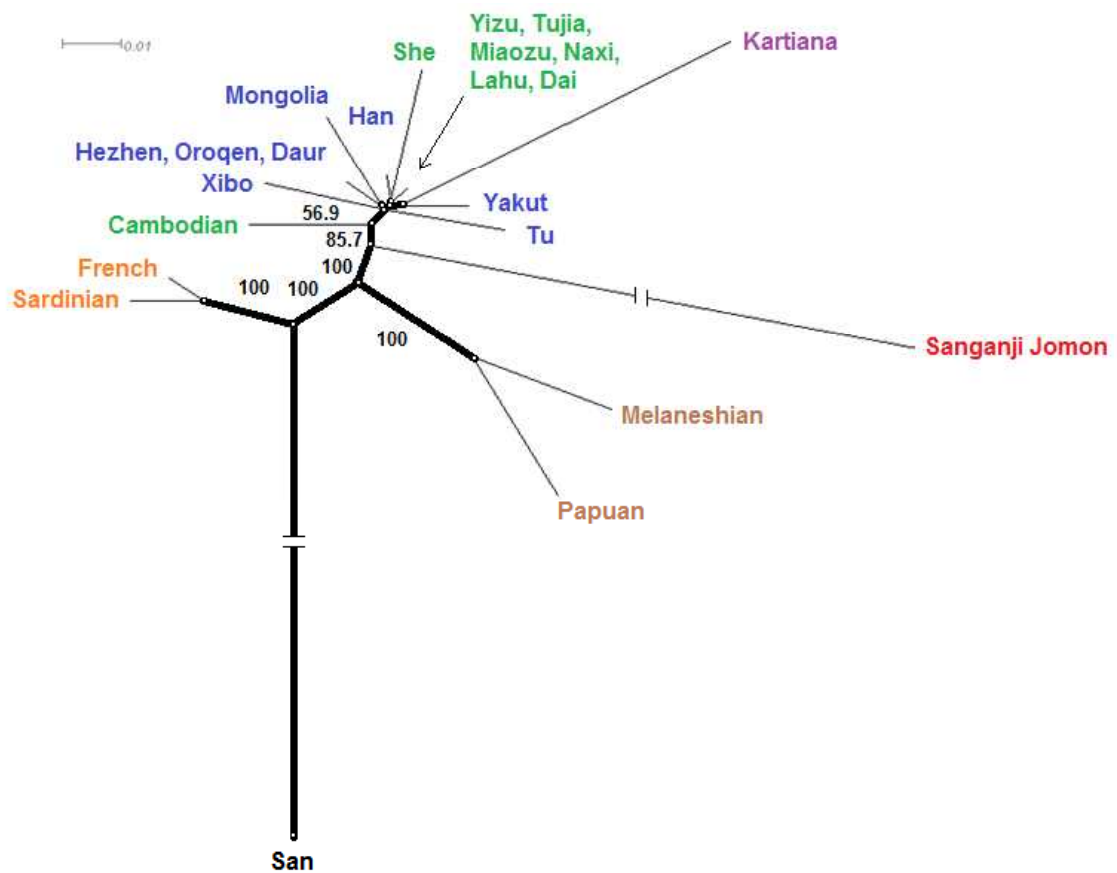 0.01
Yizu, Tujia,
Miaozu, Naxi,
Lahu, Dai
Kartiana
She
Mongolia
Han
Hezhen, Oroqen, Daur
Xibo
Yakut
56.9
Tu
Cambodian
85.7
French
100
Sardinian
100
100
100
Sanganji Jomon
Melaneshian
Papuan
San